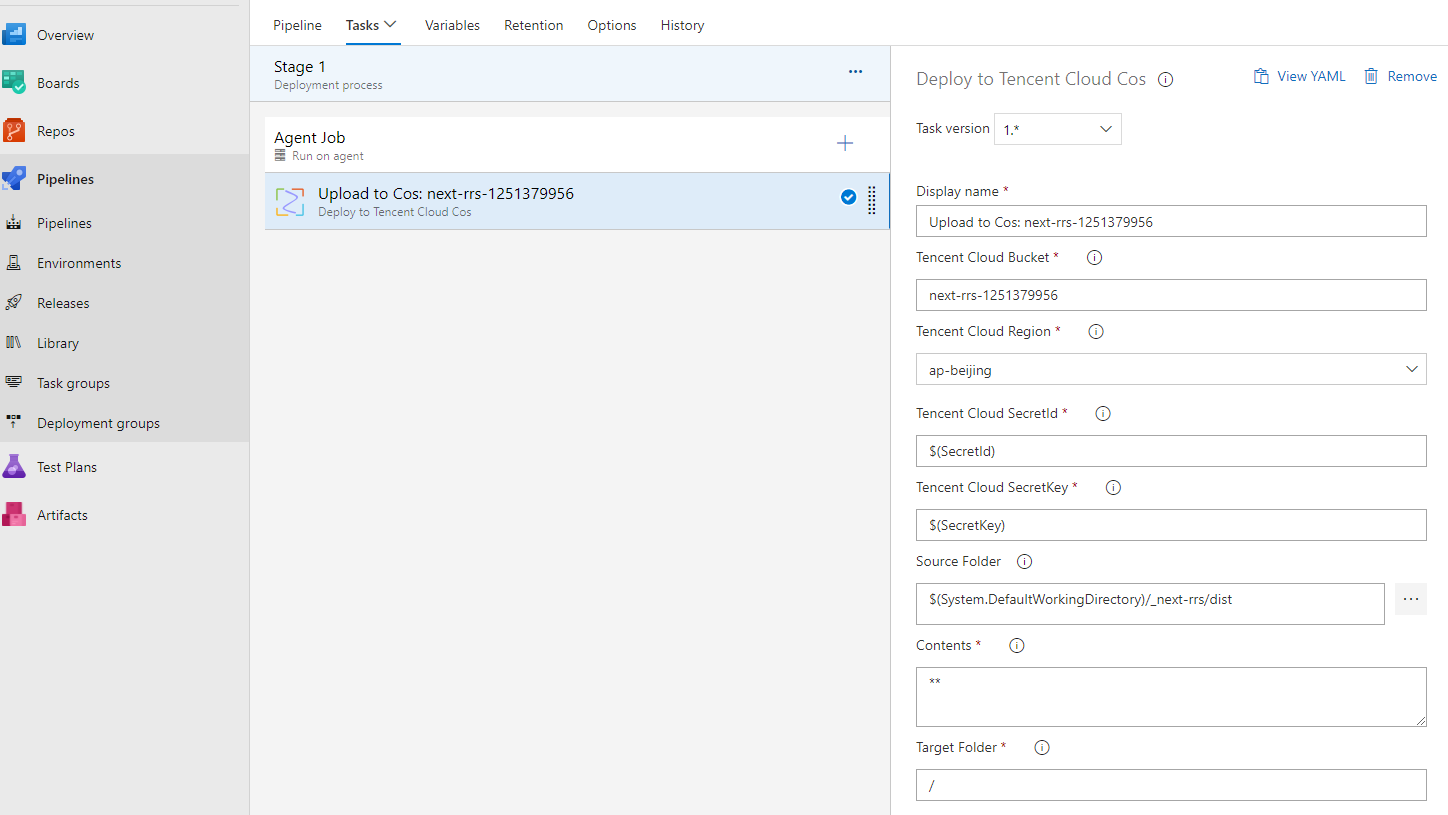 Overview
Boards
Repos
Pipelines
Pipelines
Environments
Releases
Library
Task groups
Deployment groups
Test Plans
Artifacts
Pipeline Tasks Variables Retention Options History
Stage 1
Deployment process
Agent Job
Run on agent
Upload to Cos: next-rrs-1251379956
Deploy to Tencent Cloud Cos
Deploy to Tencent Cloud Cos
View YAML Remove
Task version 1.*
Display name *
Upload to Cos: next-rrs-1251379956
Tencent Cloud Bucket *
next-rrs-1251379956
Tencent Cloud Region *
ap-beijing
Tencent Cloud SecretId *
$(SecretId)
Tencent Cloud SecretKey *
$(SecretKey)
Source Folder
$(System.DefaultWorkingDirectory)/_next-rrs/dist
Contents *
**
Target Folder *
/